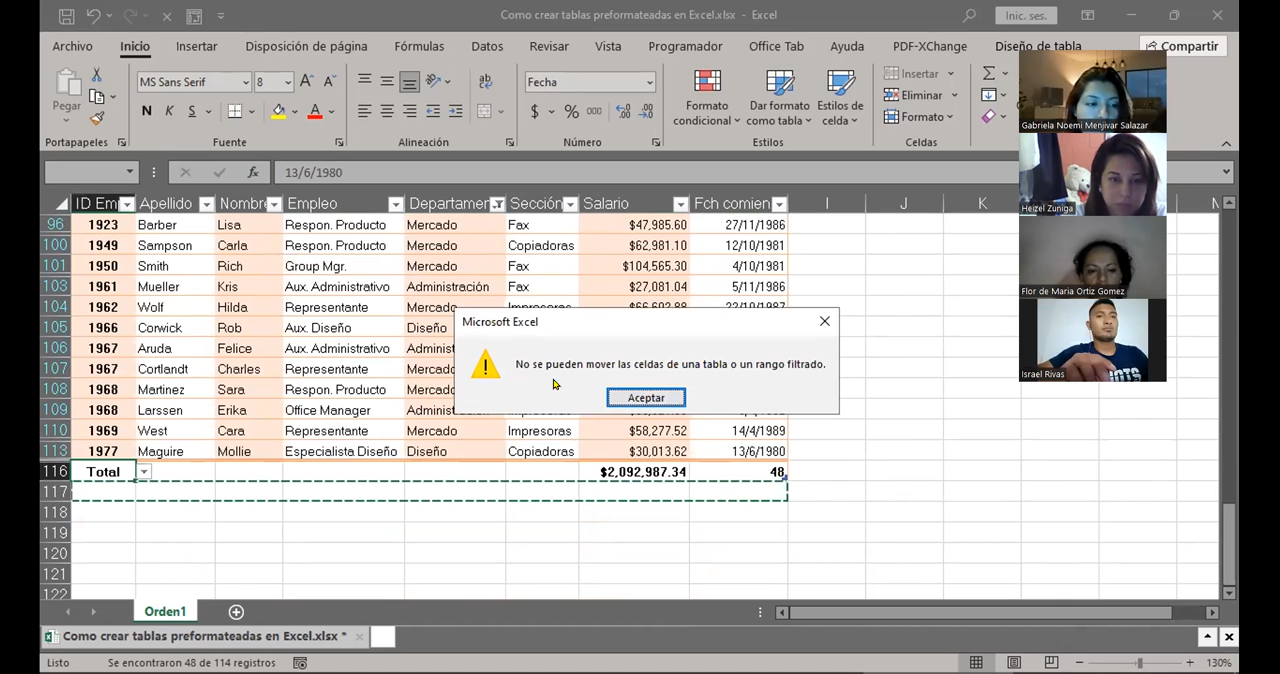 Como crear tablas preformateadas en Excel.xlsx - Excel
Inic. ses.
Archivo Inicio Insertar Disposición de página Fórmulas Datos Revisar Vista Programador Office Tab Ayuda PDF-XChange Diseño de tabla Compartir
Pegar
MS Sans Serif 8
N K S
Fecha
$ % 000
Formato condicional
Dar formato como tabla
Estilos de celda
Insertar
Eliminar
Formato
Portapapeles Fuente Alineación Número Estilos Celdas
fx 13/6/1980
ID Em Apellido Nombre Empleo Departamen Sección Salario Fch comien I J K
96 1923 Barber Lisa Respon. Producto Mercado Fax $47,985.60 27/11/1986
100 1949 Sampson Carla Respon. Producto Mercado Copiadoras $62,981.10 12/10/1981
101 1950 Smith Rich Group Mgr. Mercado Fax $104,565.30 4/10/1981
103 1961 Mueller Kris Aux. Administrativo Administración Fax $27,081.04 5/11/1986
104 1962 Wolf Hilda Representante Mercado
105 1966 Corwick Rob Aux. Diseño Diseño
106 1967 Aruda Felice Aux. Administrativo Administ
107 1967 Cortlandt Charles Representante Mercado
108 1968 Martinez Sara Respon. Producto Mercado
109 1968 Larssen Erika Office Manager Administ
110 1969 West Cara Representante Mercado Impresoras $58,277.52 14/4/1989
113 1977 Maguire Mollie Especialista Diseño Diseño Copiadoras $30,013.62 13/6/1980
116 Total $2,092,987.34 48
117
118
119
120
121
122
Microsoft Excel
No se pueden mover las celdas de una tabla o un rango filtrado.
Aceptar
Gabriela Noemi Menjivar Salazar
Heizel Zuniga
Flor de Maria Ortiz Gomez
Israel Rivas
Orden1
Como crear tablas preformateadas en Excel.xlsx *
Listo Se encontraron 48 de 114 registros 130%